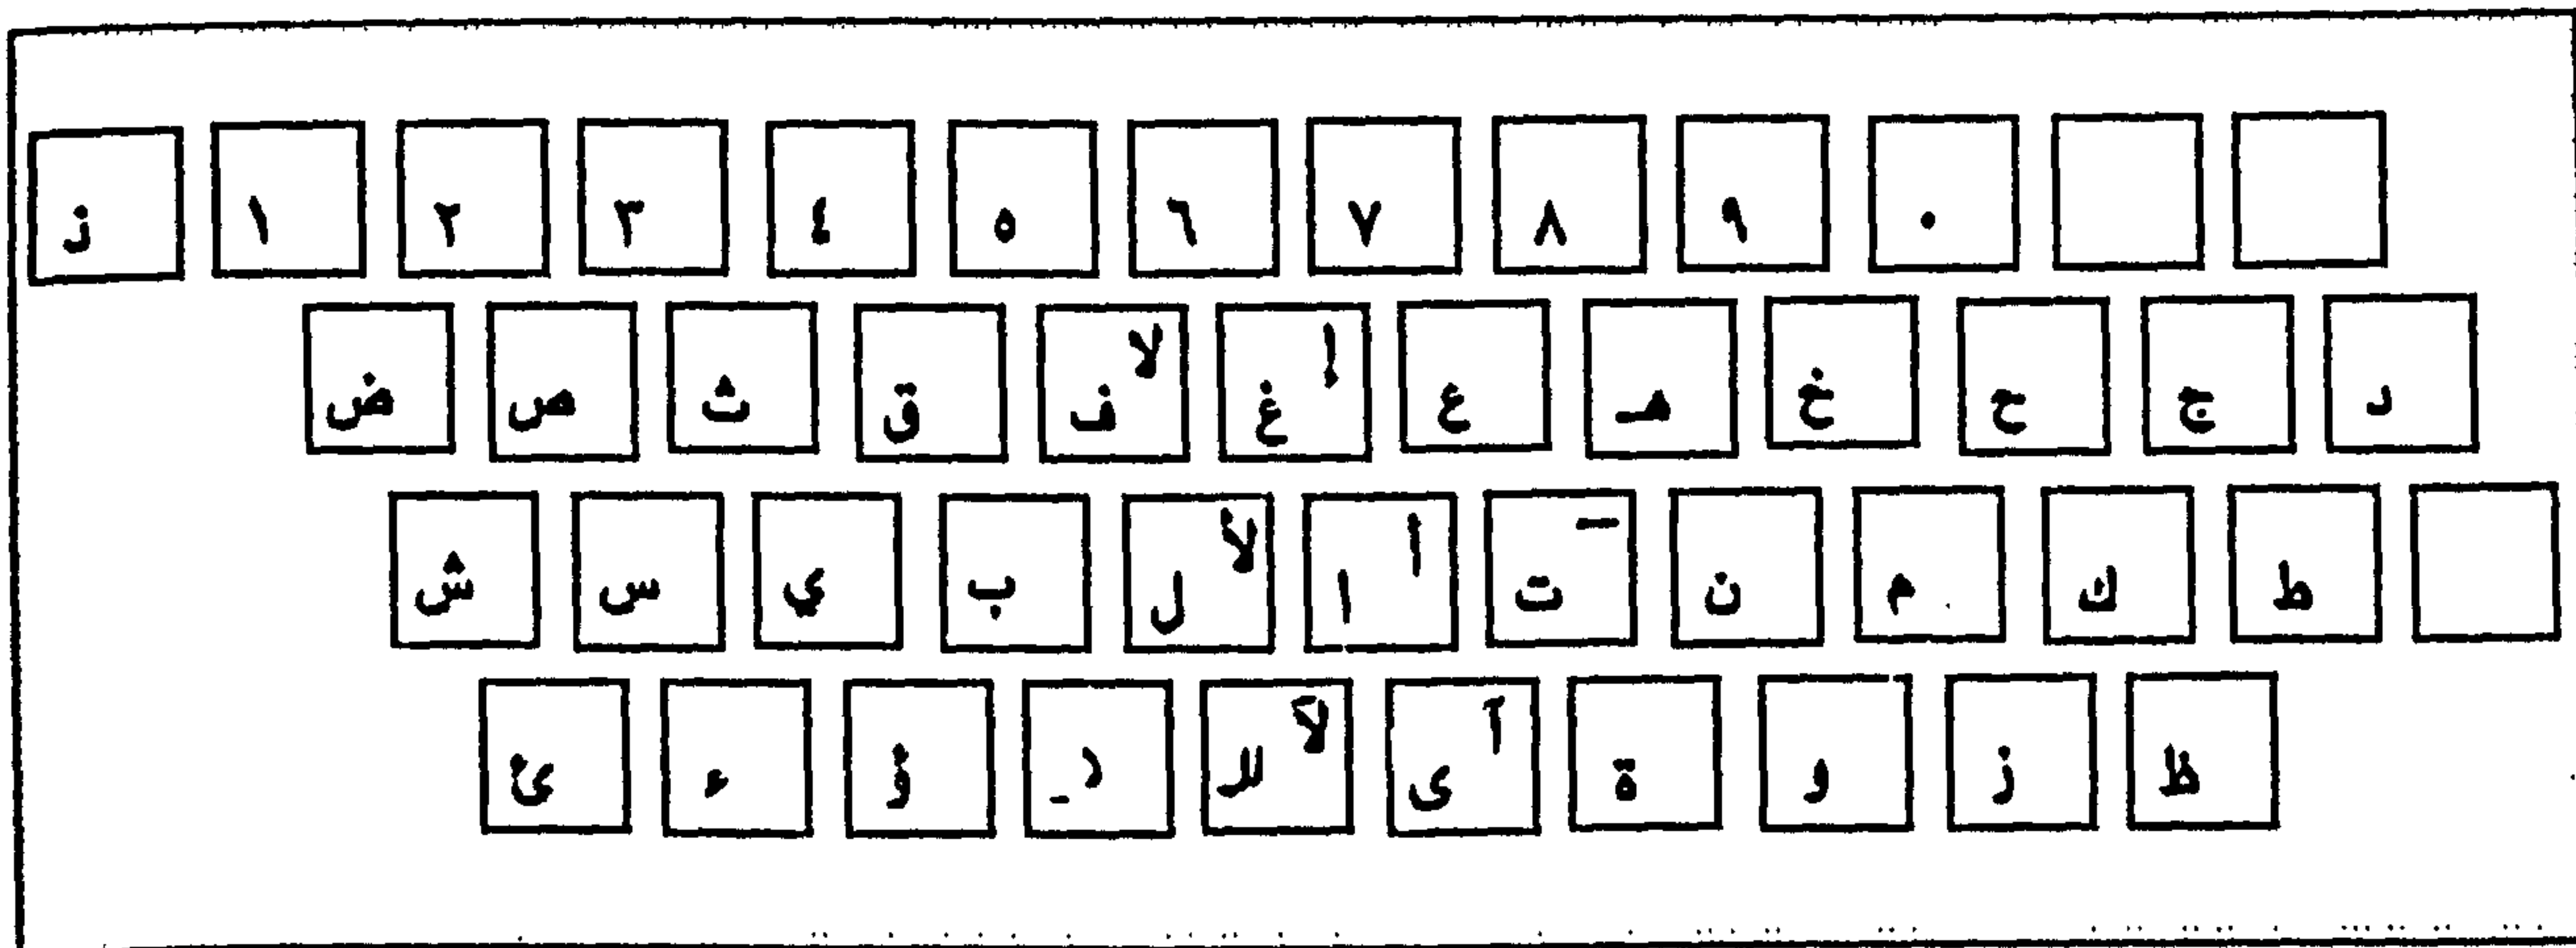 ذ ١ ٢ ٣ ٤ ٥ ٦ ٧ ٨ ٩ ٠
ض ص ث ق ف لا غ إ ع هـ خ ح ج د
ش س ي ب ل لأ ا أ ت ـ ن م ك ط
ئ ء ؤ ر لا لآ ى آ ة و ز ظ